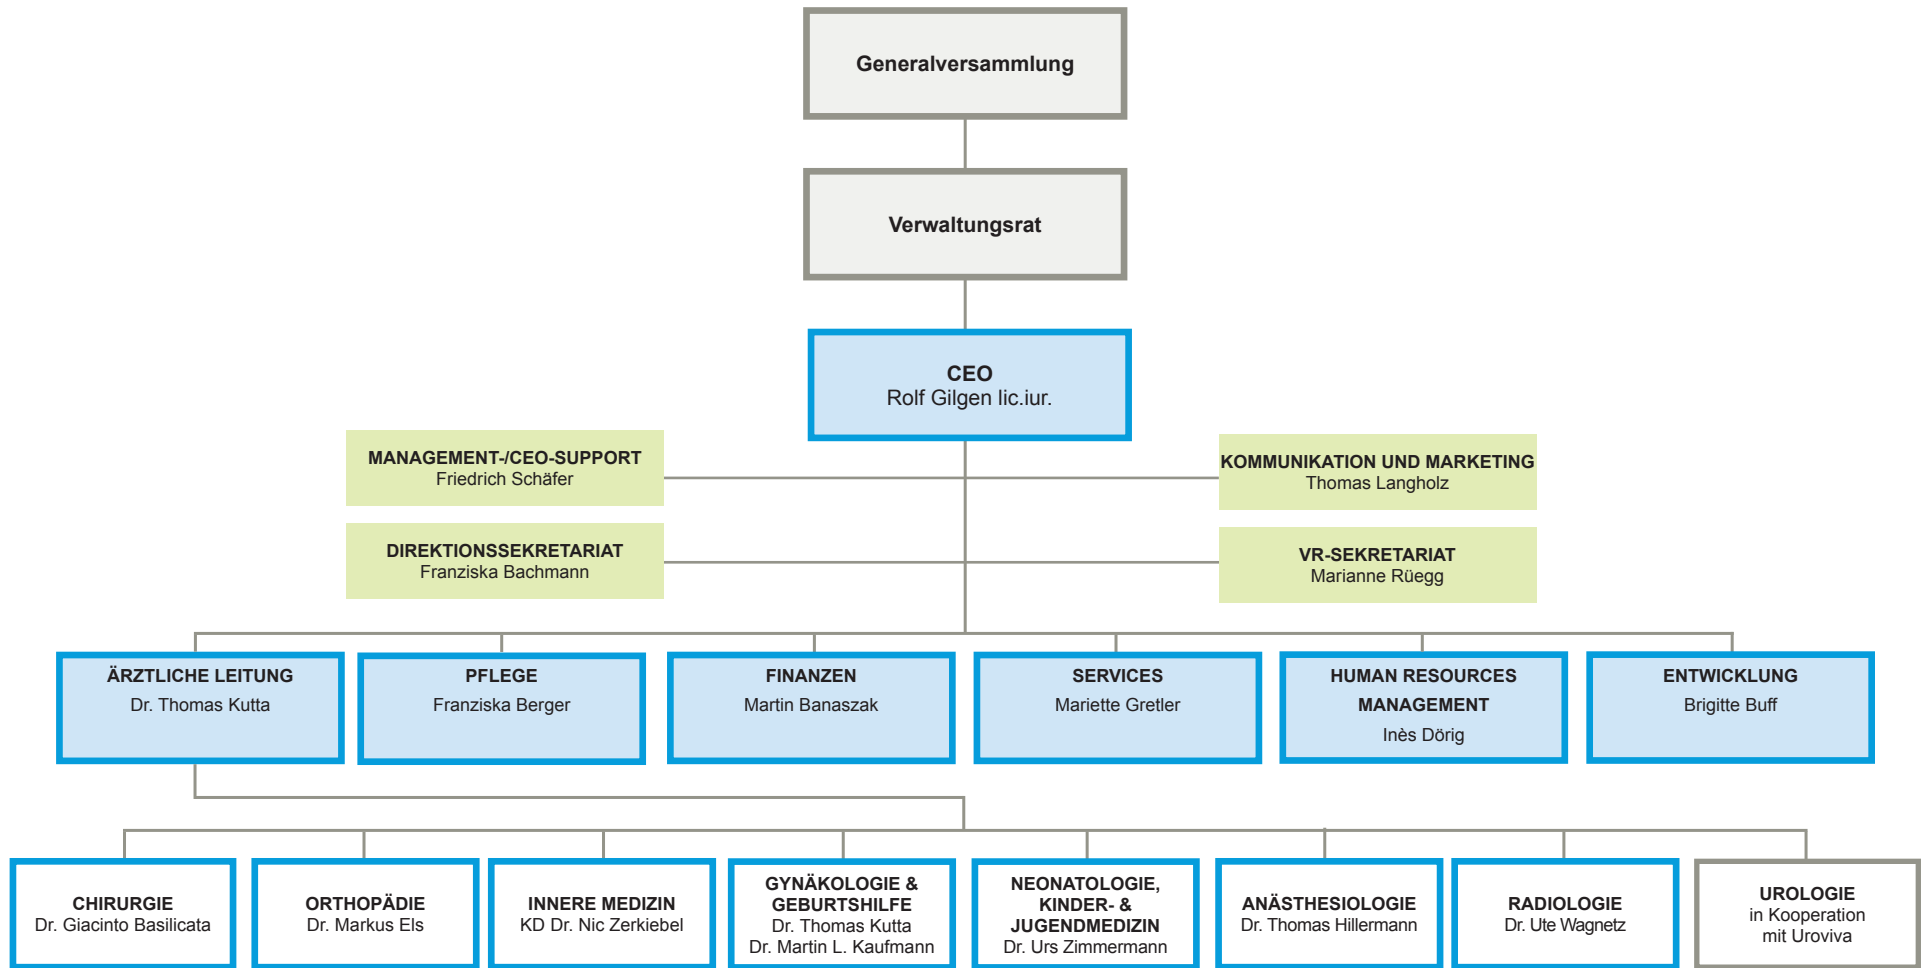 Generalversammlung
Verwaltungsrat
CEO
Rolf Gilgen lic.iur.
MANAGEMENT-/CEO-SUPPORT
Friedrich Schäfer
KOMMUNIKATION UND MARKETING
Thomas Langholz
DIREKTIONSSEKRETARIAT
Franziska Bachmann
VR-SEKRETARIAT
Marianne Rüegg
ÄRZTLICHE LEITUNG
Dr. Thomas Kutta
PFLEGE
Franziska Berger
FINANZEN
Martin Banaszak
SERVICES
Mariette Gretler
HUMAN RESOURCES
MANAGEMENT
Inès Dörig
ENTWICKLUNG
Brigitte Buff
CHIRURGIE
Dr. Giacinto Basilicata
ORTHOPÄDIE
Dr. Markus Els
INNERE MEDIZIN
KD Dr. Nic Zerkiebel
GYNÄKOLOGIE &
GEBURTSHILFE
Dr. Thomas Kutta
Dr. Martin L. Kaufmann
NEONATOLOGIE,
KINDER- &
JUGENDMEDIZIN
Dr. Urs Zimmermann
ANÄSTHESIOLOGIE
Dr. Thomas Hillermann
RADIOLOGIE
Dr. Ute Wagnetz
UROLOGIE
in Kooperation
mit Uroviva